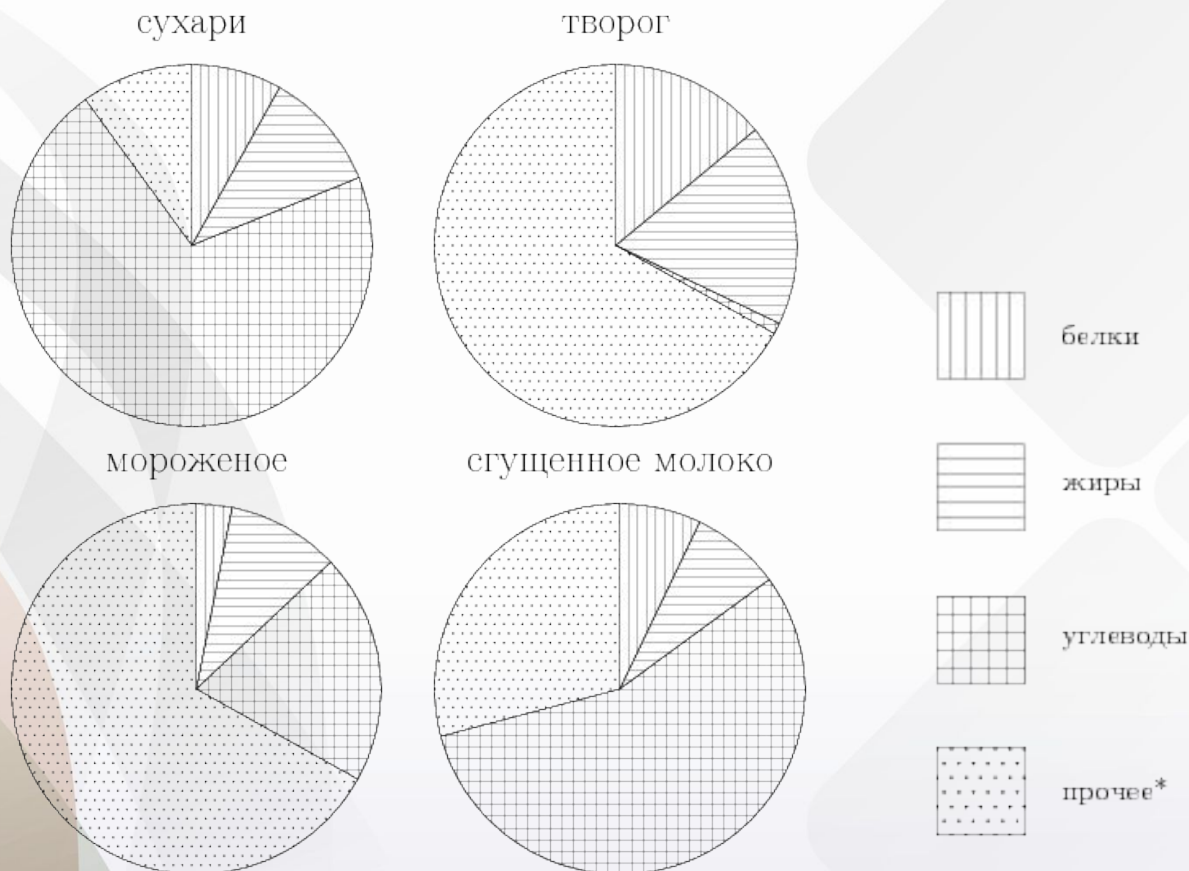 сухари
творог
мороженое
сгущенное молоко
белки
жиры
углеводы
прочее*